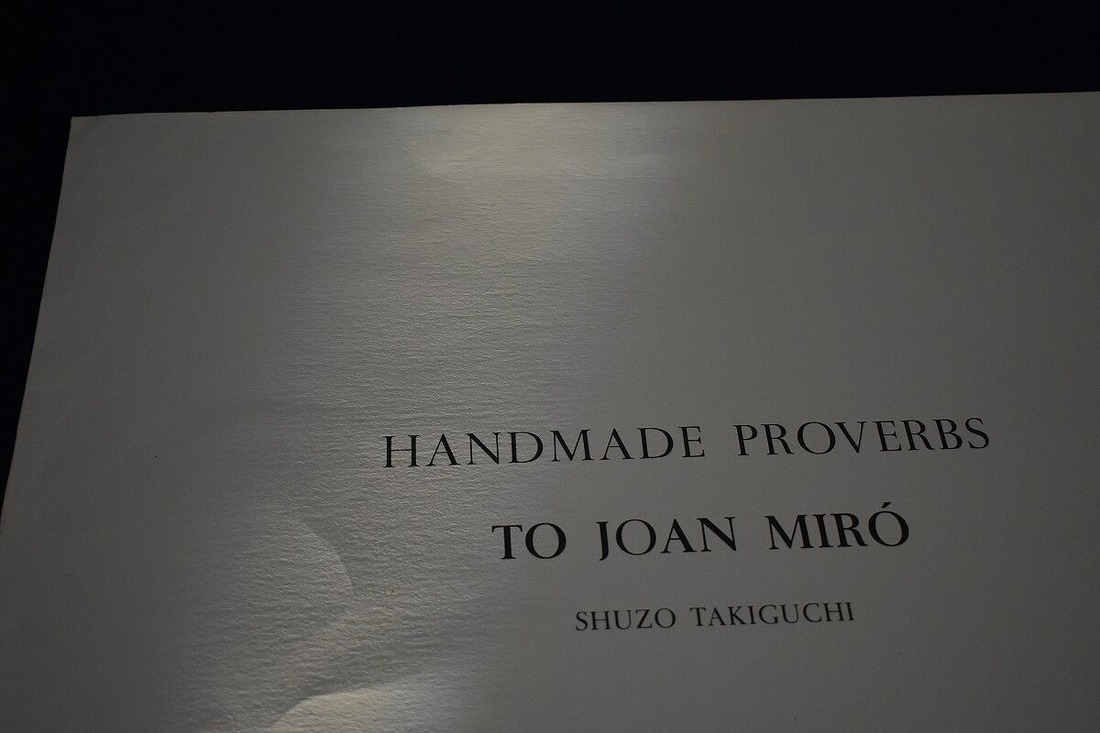 HANDMADE PROVERBS
TO JOAN MIRÓ
SHUZO TAKIGUCHI